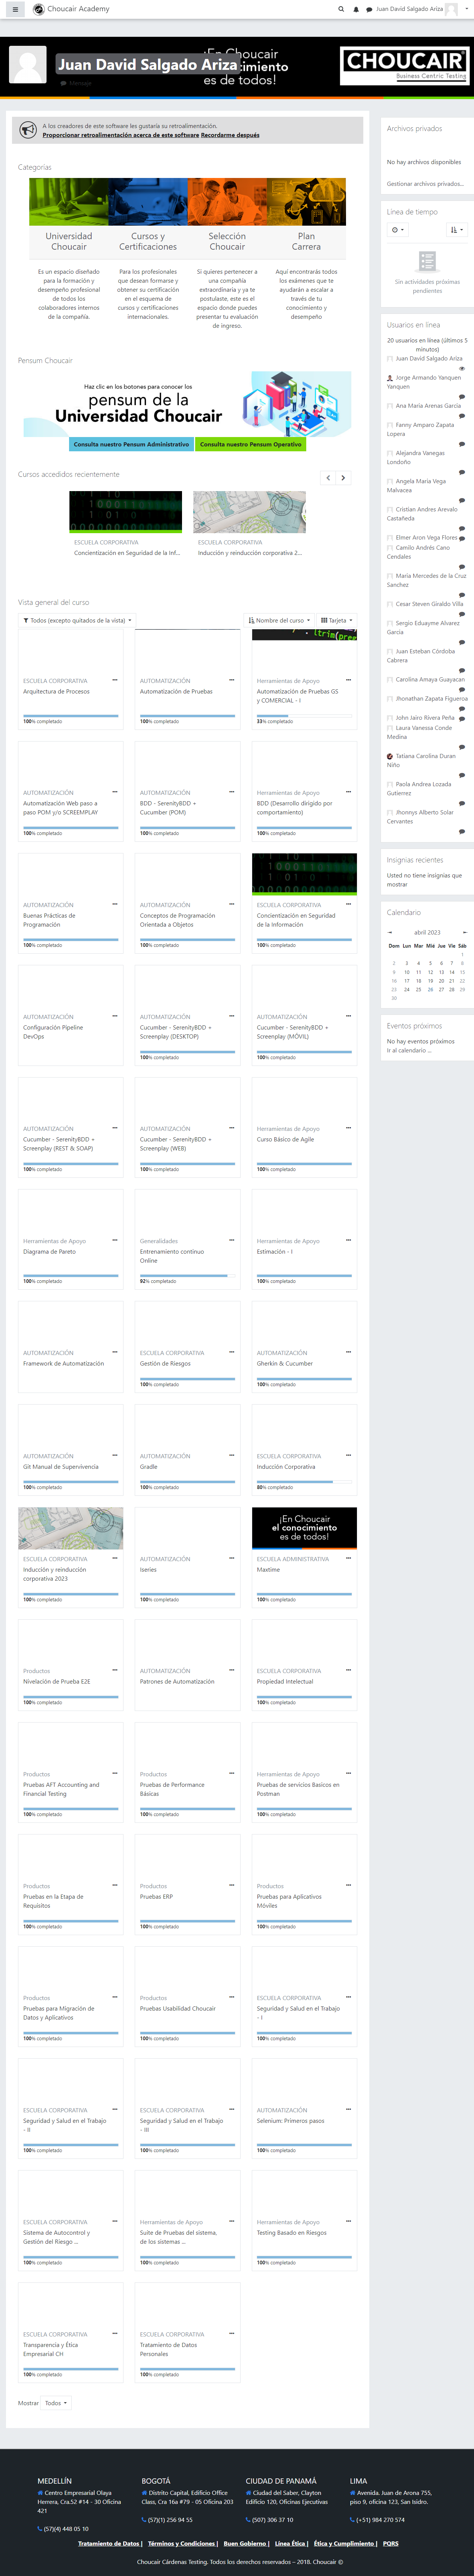 Choucair Academy
Juan David Salgado Ariza
Juan David Salgado Ariza
Mensaje
¡En Choucair
el conocimiento
es de todos!
CHOUCAIR
Business Centric Testing
A los creadores de este software les gustaría su retroalimentación.
Proporcionar retroalimentación acerca de este software Recordarme después
Categorías
Universidad Choucair
Es un espacio diseñado para la formación y desempeño profesional de todos los colaboradores internos de la compañía.
Cursos y Certificaciones
Para los profesionales que desean formarse y obtener su certificación en el esquema de cursos y certificaciones internacionales.
Selección Choucair
Si quieres pertenecer a una compañía extraordinaria y ya te postulaste, este es el espacio donde puedes presentar tu evaluación de ingreso.
Plan Carrera
Aquí encontrarás todos los exámenes que te ayudarán a escalar a través de tu conocimiento y desempeño
Pensum Choucair
Haz clic en los botones para conocer los
pensum de la
Universidad Choucair
Consulta nuestro Pensum Administrativo
Consulta nuestro Pensum Operativo
Cursos accedidos recientemente
ESCUELA CORPORATIVA
Concientización en Seguridad de la Inf...
ESCUELA CORPORATIVA
Inducción y reinducción corporativa 2...
Vista general del curso
Todos (excepto quitados de la vista)
Nombre del curso
Tarjeta
ESCUELA CORPORATIVA
Arquitectura de Procesos
100% completado
AUTOMATIZACIÓN
Automatización de Pruebas
100% completado
Herramientas de Apoyo
Automatización de Pruebas G5 y COMERCIAL - I
33% completado
AUTOMATIZACIÓN
Automatización Web paso a paso POM y/o SCREEMPLAY
100% completado
AUTOMATIZACIÓN
BDD - SerenityBDD + Cucumber (POM)
100% completado
Herramientas de Apoyo
BDD (Desarrollo dirigido por comportamiento)
100% completado
AUTOMATIZACIÓN
Buenas Prácticas de Programación
100% completado
AUTOMATIZACIÓN
Conceptos de Programación Orientada a Objetos
100% completado
ESCUELA CORPORATIVA
Concientización en Seguridad de la Información
100% completado
AUTOMATIZACIÓN
Configuración Pipeline DevOps
AUTOMATIZACIÓN
Cucumber - SerenityBDD + Screenplay (DESKTOP)
100% completado
AUTOMATIZACIÓN
Cucumber - SerenityBDD + Screenplay (MÓVIL)
100% completado
AUTOMATIZACIÓN
Cucumber - SerenityBDD + Screenplay (REST & SOAP)
100% completado
AUTOMATIZACIÓN
Cucumber - SerenityBDD + Screenplay (WEB)
100% completado
Herramientas de Apoyo
Curso Básico de Agile
100% completado
Herramientas de Apoyo
Diagrama de Pareto
100% completado
Generalidades
Entrenamiento contínuo Online
92% completado
Herramientas de Apoyo
Estimación - I
100% completado
AUTOMATIZACIÓN
Framework de Automatización
ESCUELA CORPORATIVA
Gestión de Riesgos
100% completado
AUTOMATIZACIÓN
Gherkin & Cucumber
100% completado
AUTOMATIZACIÓN
Git Manual de Supervivencia
100% completado
AUTOMATIZACIÓN
Gradle
100% completado
ESCUELA CORPORATIVA
Inducción Corporativa
80% completado
ESCUELA CORPORATIVA
Inducción y reinducción corporativa 2023
100% completado
AUTOMATIZACIÓN
Iseries
100% completado
¡En Choucair
el conocimiento
es de todos!
ESCUELA ADMINISTRATIVA
Maxtime
100% completado
Productos
Nivelación de Prueba E2E
100% completado
AUTOMATIZACIÓN
Patrones de Automatización
ESCUELA CORPORATIVA
Propiedad Intelectual
100% completado
Productos
Pruebas AFT Accounting and Financial Testing
100% completado
Productos
Pruebas de Performance Básicas
100% completado
Herramientas de Apoyo
Pruebas de servicios Basicos en Postman
100% completado
Productos
Pruebas en la Etapa de Requisitos
100% completado
Productos
Pruebas ERP
100% completado
Productos
Pruebas para Aplicativos Móviles
100% completado
Productos
Pruebas para Migración de Datos y Aplicativos
100% completado
Productos
Pruebas Usabilidad Choucair
100% completado
ESCUELA CORPORATIVA
Seguridad y Salud en el Trabajo - I
100% completado
ESCUELA CORPORATIVA
Seguridad y Salud en el Trabajo - II
100% completado
ESCUELA CORPORATIVA
Seguridad y Salud en el Trabajo - III
100% completado
AUTOMATIZACIÓN
Selenium: Primeros pasos
100% completado
ESCUELA CORPORATIVA
Sistema de Autocontrol y Gestión del Riesgo ...
100% completado
Herramientas de Apoyo
Suite de Pruebas del sistema, de los sistemas ...
100% completado
Herramientas de Apoyo
Testing Basado en Riesgos
100% completado
ESCUELA CORPORATIVA
Transparencia y Ética Empresarial CH
100% completado
ESCUELA CORPORATIVA
Tratamiento de Datos Personales
100% completado
Mostrar Todos
Archivos privados
No hay archivos disponibles
Gestionar archivos privados...
Línea de tiempo
Sin actividades próximas pendientes
Usuarios en línea
20 usuarios en línea (últimos 5 minutos)
Juan David Salgado Ariza
Jorge Armando Yanquen Yanquen
Ana María Arenas García
Fanny Amparo Zapata Lopera
Alejandra Vanegas Londoño
Angela Maria Vega Malvacea
Cristian Andres Arevalo Castañeda
Elmer Aron Vega Flores
Camilo Andrés Cano Cendales
María Mercedes de la Cruz Sanchez
Cesar Steven Giraldo Villa
Sergio Eduayme Alvarez García
Juan Esteban Córdoba Cabrera
Carolina Amaya Guayacan
Jhonathan Zapata Figueroa
John Jairo Rivera Peña
Laura Vanessa Conde Medina
Tatiana Carolina Duran Niño
Paola Andrea Lozada Gutierrez
Jhonnys Alberto Solar Cervantes
Insignias recientes
Usted no tiene insignias que mostrar
Calendario
abril 2023
Dom Lun Mar Mié Jue Vie Sáb
1
2 3 4 5 6 7 8
9 10 11 12 13 14 15
16 17 18 19 20 21 22
23 24 25 26 27 28 29
30
Eventos próximos
No hay eventos próximos
Ir al calendario ...
MEDELLÍN
Centro Empresarial Olaya Herrera, Cra.52 #14 - 30 Oficina 421
(57)(4) 448 05 10
BOGOTÁ
Distrito Capital, Edificio Office Class, Cra 16a #79 - 05 Oficina 203
(57)(1) 256 94 55
CIUDAD DE PANAMÁ
Ciudad del Saber, Clayton Edificio 120, Oficinas Ejecutivas
(507) 306 37 10
LIMA
Avenida. Juan de Arona 755, piso 9, oficina 123, San Isidro.
(+51) 984 270 574
Tratamiento de Datos | Términos y Condiciones | Buen Gobierno | Línea Ética | Ética y Cumplimiento | PQRS
Choucair Cárdenas Testing. Todos los derechos reservados – 2018. Choucair ©